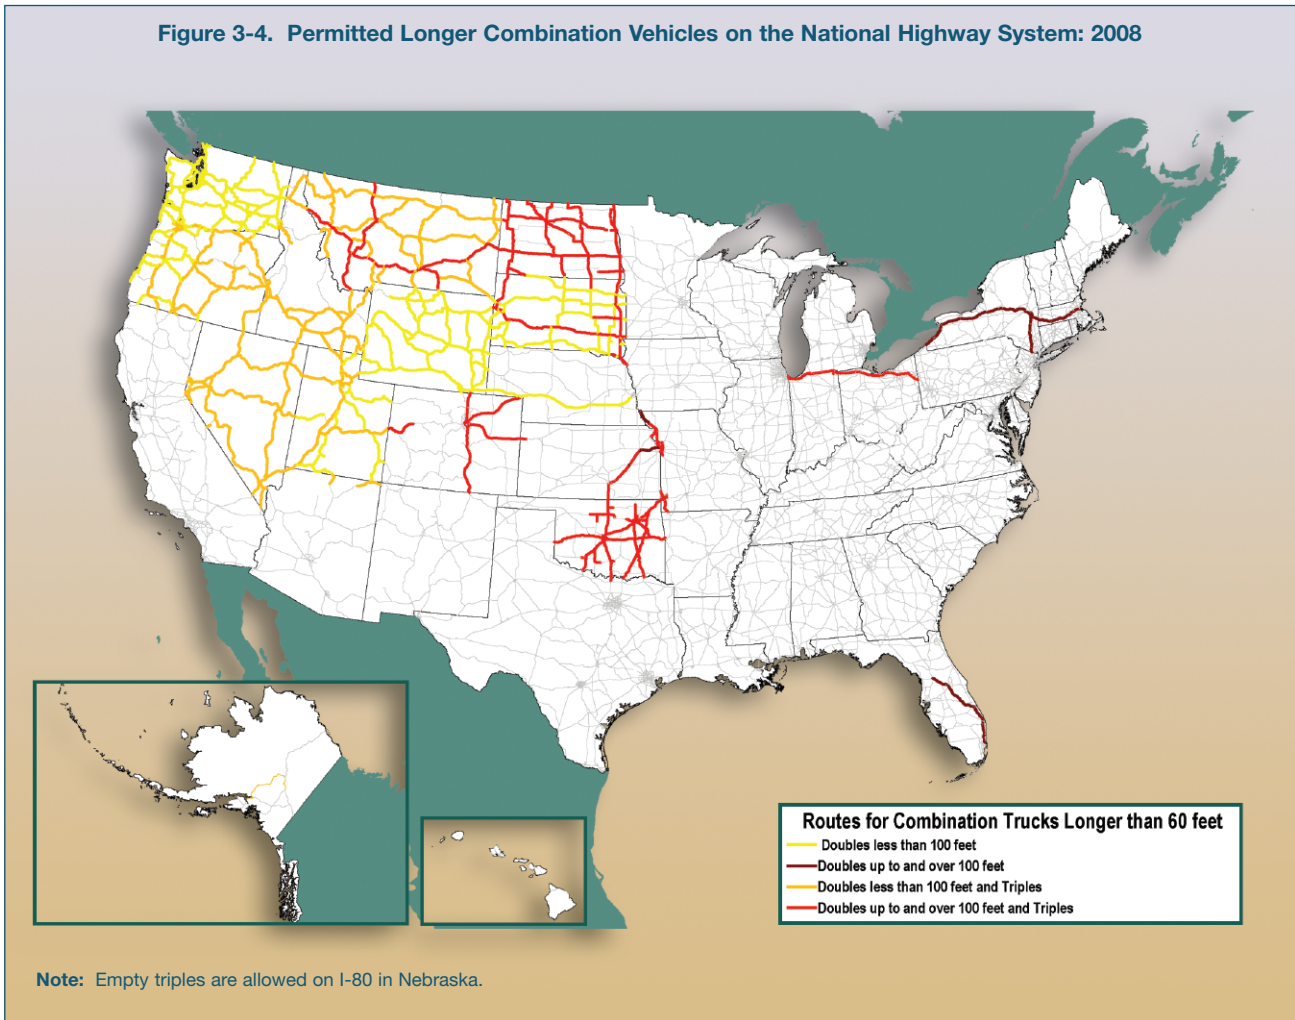 Figure 3-4.  Permitted Longer Combination Vehicles on the National Highway System: 2008
Routes for Combination Trucks Longer than 60 feet
Doubles less than 100 feet
Doubles up to and over 100 feet
Doubles less than 100 feet and Triples
Doubles up to and over 100 feet and Triples
Note:  Empty triples are allowed on I-80 in Nebraska.